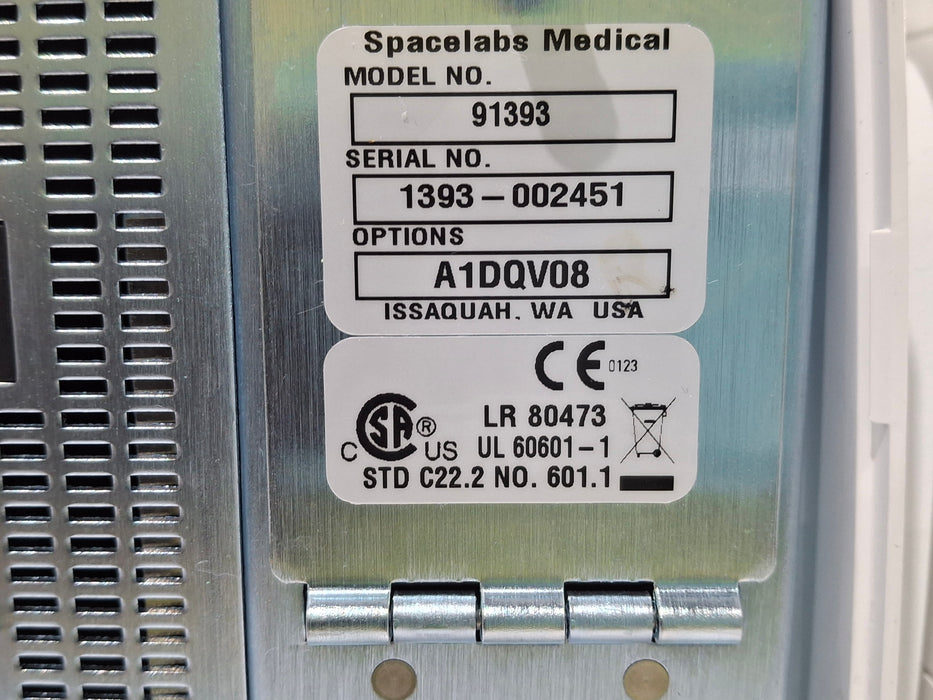 Spacelabs Medical
MODEL NO.
91393
SERIAL NO.
1393-002451
OPTIONS
A1DQV08
ISSAQUAH. WA USA
CE 0123
C SA ® US
LR 80473
UL 60601-1
STD C22.2 NO. 601.1